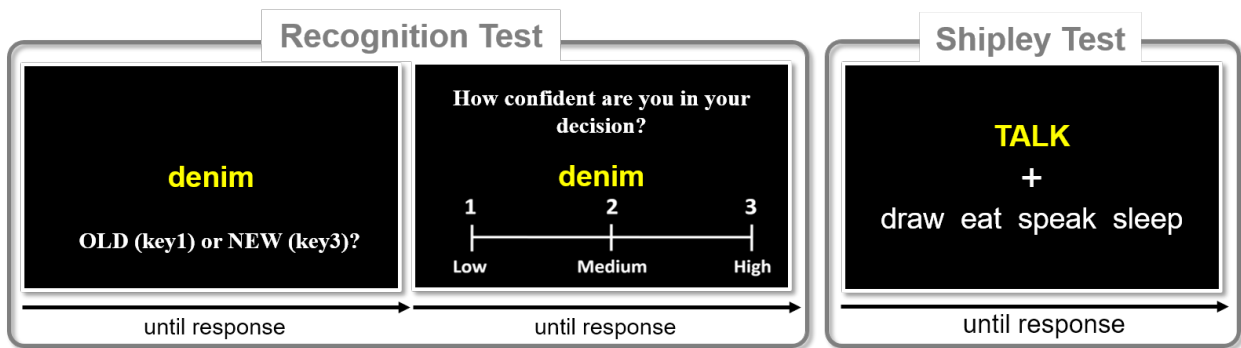 Recognition Test
denim
OLD (key1) or NEW (key3)?
until response
How confident are you in your
decision?
denim
1 2 3
Low Medium High
until response
Shipley Test
TALK
+
draw eat speak sleep
until response